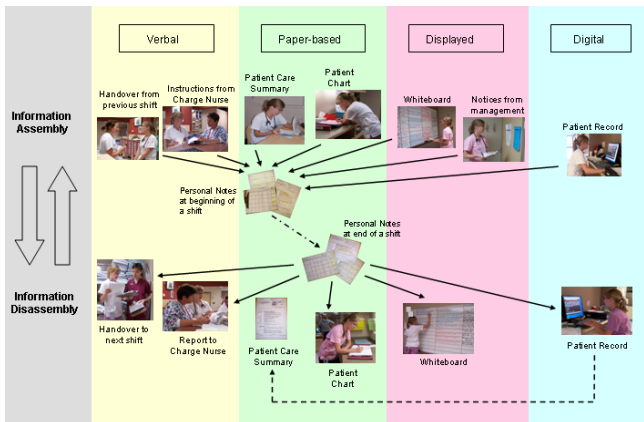 Verbal
Paper-based
Displayed
Digital
Information
Assembly
Handover from
previous shift
Instructions from
Charge Nurse
Patient Care
Summary
Patient
Chart
Whiteboard
Notices from
management
Patient Record
Personal Notes
at beginning of
a shift
Personal Notes
at end of a shift
Information
Disassembly
Handover to
next shift
Report to
Charge Nurse
Patient Care
Summary
Patient
Chart
Whiteboard
Patient Record